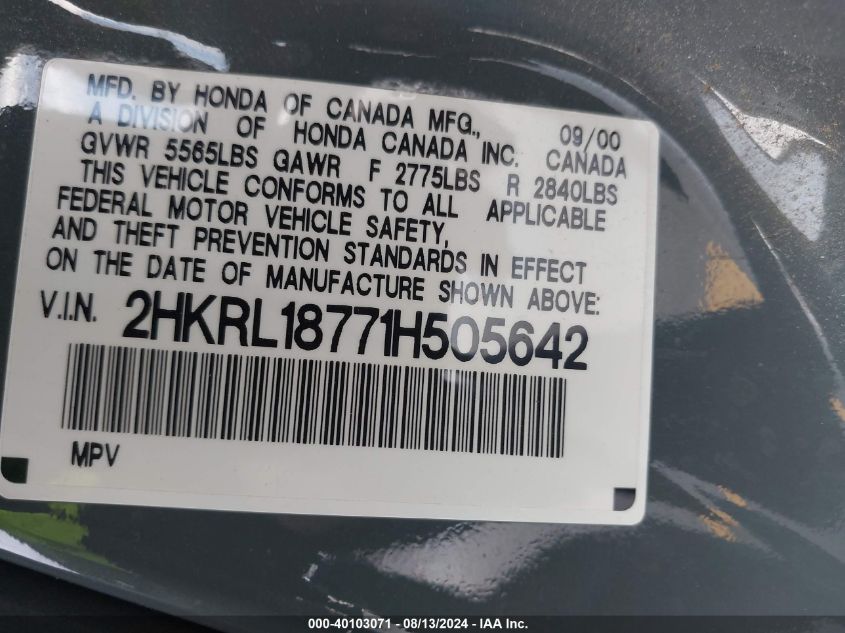 MFD. BY HONDA OF CANADA MFG., 09/00
A DIVISION OF HONDA CANADA INC. CANADA
GVWR 5565LBS GAWR F 2775LBS R 2840LBS
THIS VEHICLE CONFORMS TO ALL APPLICABLE
FEDERAL MOTOR VEHICLE SAFETY,
AND THEFT PREVENTION STANDARDS IN EFFECT
ON THE DATE OF MANUFACTURE SHOWN ABOVE:
V.I.N. 2HKRL18771H505642
MPV
000-40103071 - 08/13/2024 - IAA Inc.